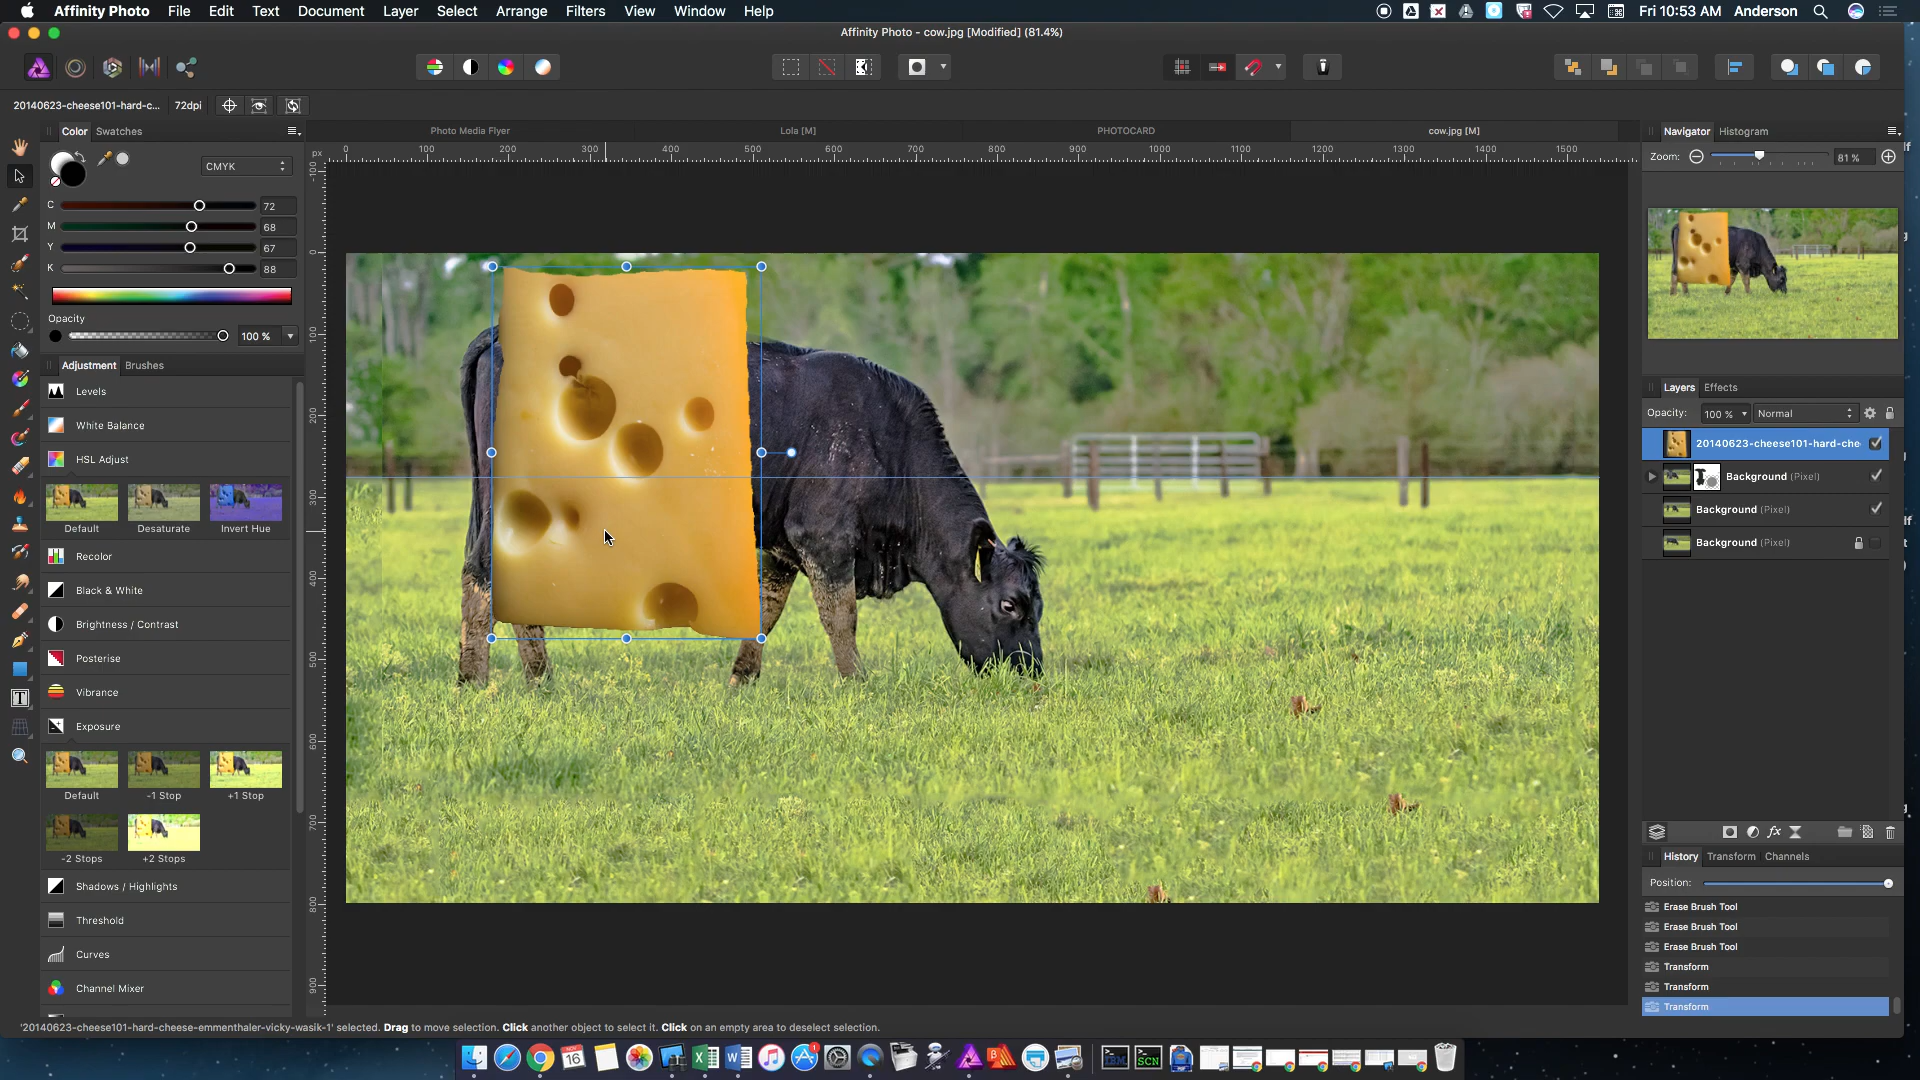 Affinity Photo File Edit Text Document Layer Select Arrange Filters View Window Help
Fri 10:53 AM Anderson
Affinity Photo - cow.jpg [Modified] (81.4%)
20140623-cheese101-hard-c... 72dpi
Color Swatches
Photo Media Flyer
Lola [M]
PHOTOCARD
cow.jpg [M]
Navigator Histogram
px
0 100 200 300 400 500 600 700 800 900 1000 1100 1200 1300 1400 1500
Zoom: 81 %
CMYK
C 72
M 68
Y 67
K 88
Opacity
100 %
Adjustment Brushes
Levels
White Balance
HSL Adjust
Default Desaturate Invert Hue
Recolor
Black & White
Brightness / Contrast
Posterise
Vibrance
Exposure
Default -1 Stop +1 Stop
-2 Stops +2 Stops
Shadows / Highlights
Threshold
Curves
Channel Mixer
Layers Effects
Opacity: 100 % Normal
20140623-cheese101-hard-che
Background (Pixel)
Background (Pixel)
Background (Pixel)
History Transform Channels
Position:
Erase Brush Tool
Erase Brush Tool
Erase Brush Tool
Transform
Transform
Transform
'20140623-cheese101-hard-cheese-emmenthaler-vicky-wasik-1' selected. Drag to move selection. Click another object to select it. Click on an empty area to deselect selection.
NOV
16
1
SCN